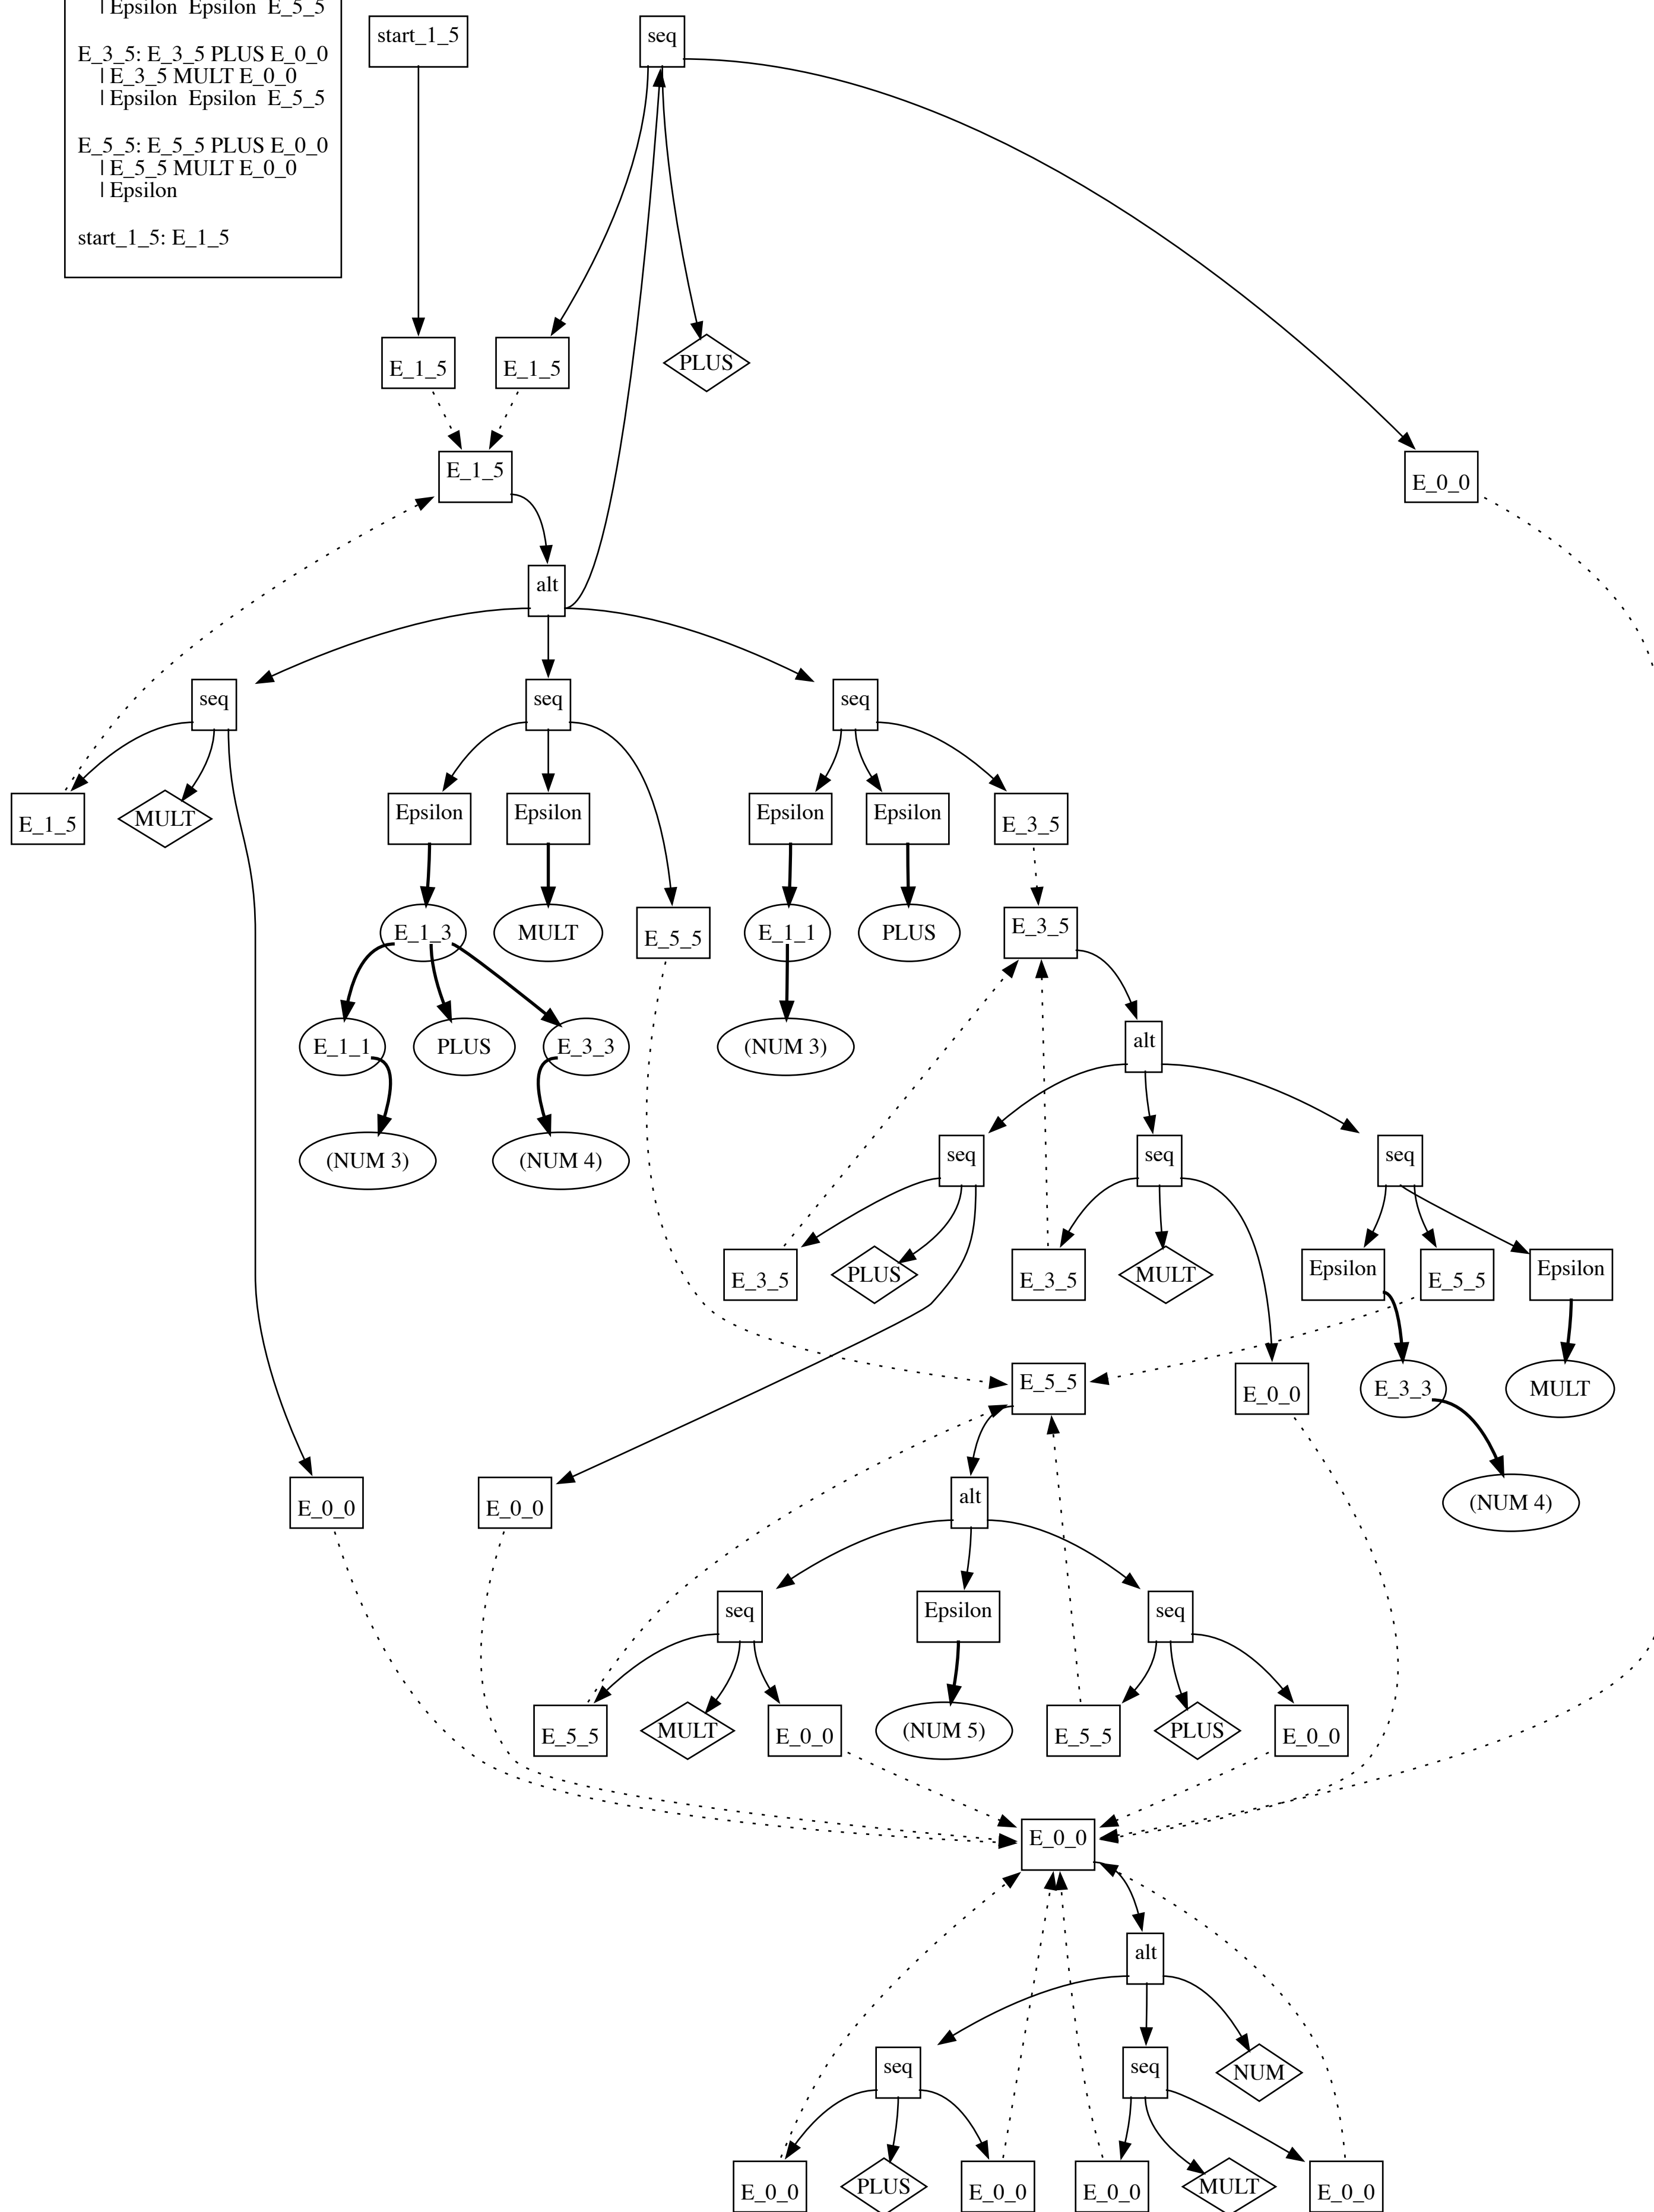 | Epsilon  Epsilon  E_5_5
E_3_5: E_3_5 PLUS E_0_0
| E_3_5 MULT E_0_0
| Epsilon  Epsilon  E_5_5
E_5_5: E_5_5 PLUS E_0_0
| E_5_5 MULT E_0_0
| Epsilon
start_1_5: E_1_5
start_1_5
seq
E_1_5
E_1_5
PLUS
E_1_5
E_0_0
alt
seq
seq
seq
E_1_5
MULT
Epsilon
Epsilon
Epsilon
Epsilon
E_3_5
E_1_3
MULT
E_5_5
E_1_1
PLUS
E_3_5
E_1_1
PLUS
E_3_3
(NUM 3)
alt
(NUM 3)
(NUM 4)
seq
seq
seq
E_3_5
PLUS
E_3_5
MULT
Epsilon
E_5_5
Epsilon
E_5_5
E_0_0
E_3_3
MULT
E_0_0
E_0_0
alt
(NUM 4)
seq
Epsilon
seq
E_5_5
MULT
E_0_0
(NUM 5)
E_5_5
PLUS
E_0_0
E_0_0
alt
seq
seq
NUM
E_0_0
PLUS
E_0_0
E_0_0
MULT
E_0_0